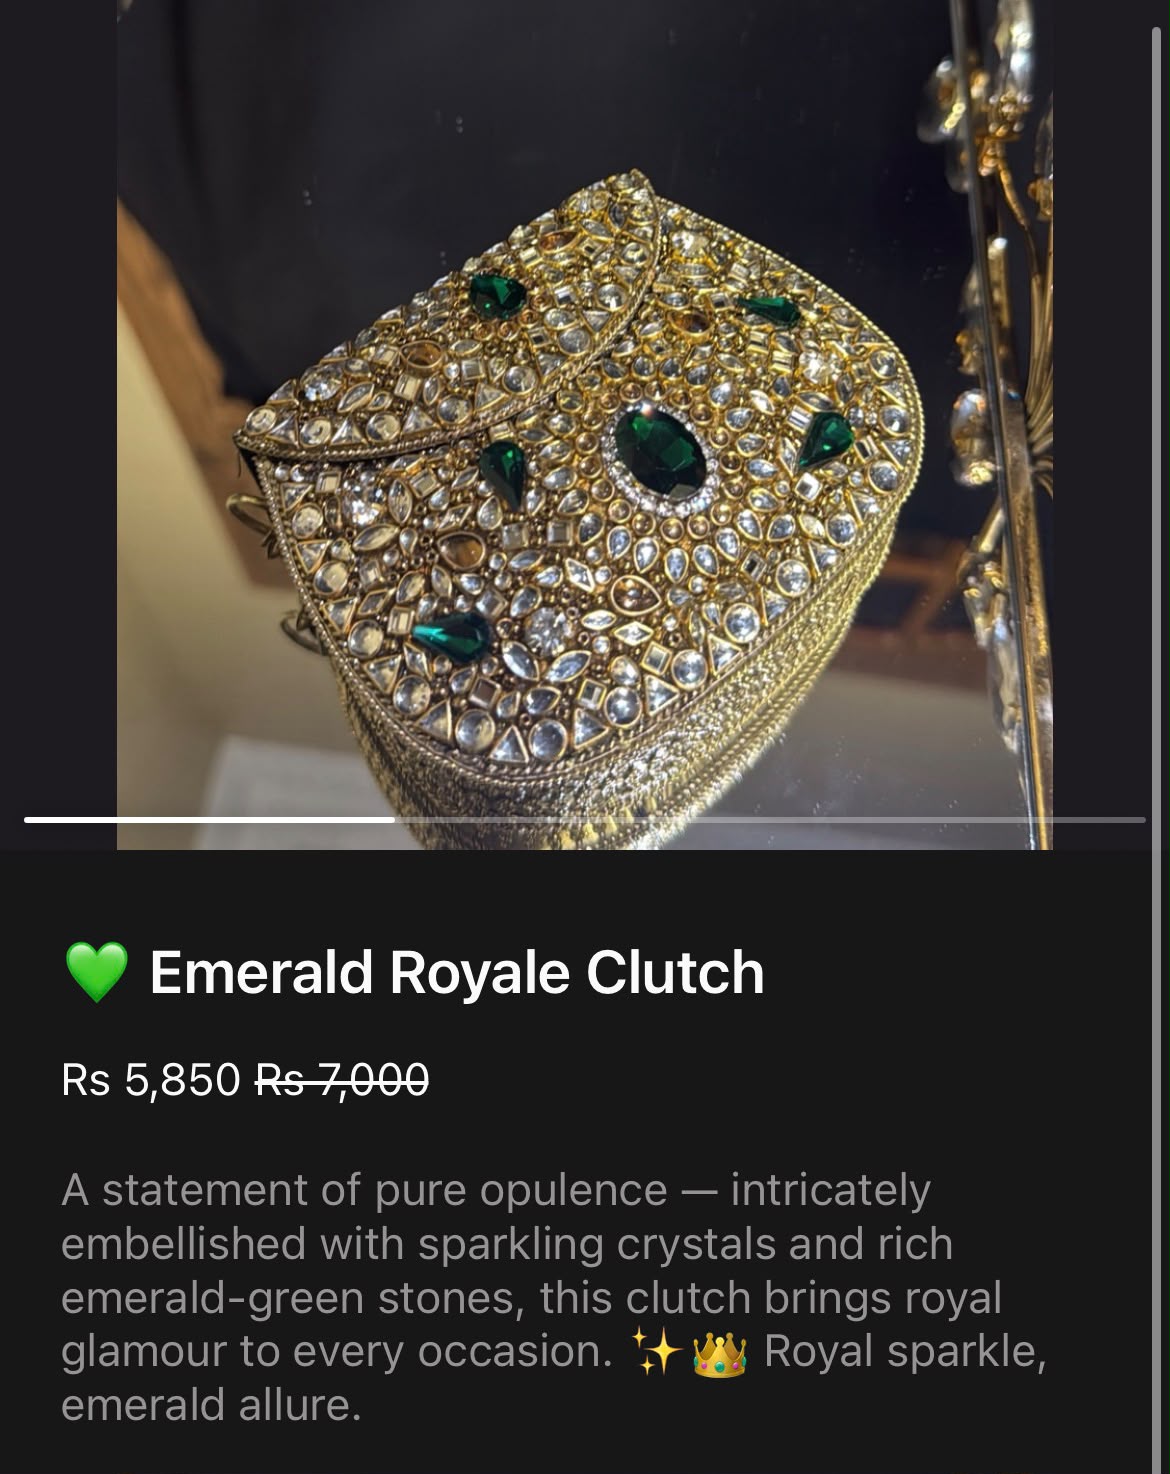 💚 Emerald Royale Clutch
Rs 5,850 Rs 7,000
A statement of pure opulence — intricately
embellished with sparkling crystals and rich
emerald-green stones, this clutch brings royal
glamour to every occasion. ✨👑 Royal sparkle,
emerald allure.